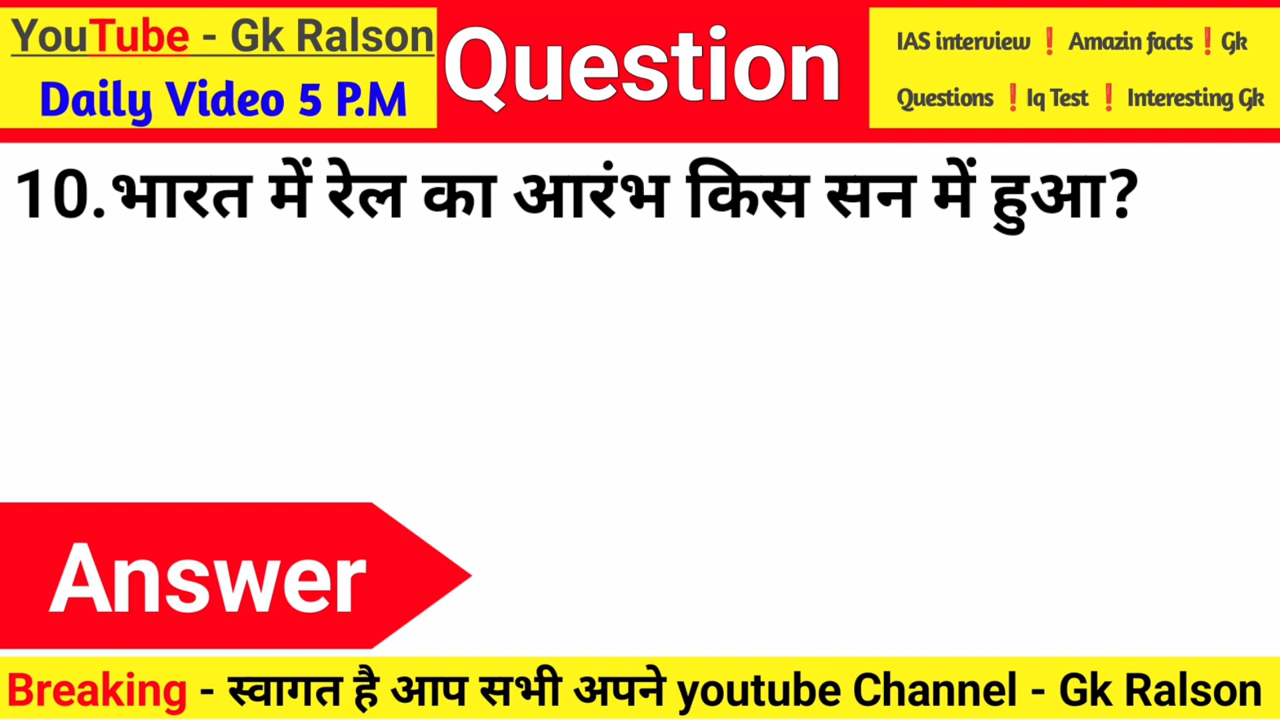 YouTube - Gk Ralson
Daily Video 5 P.M
Question
IAS interview ❗ Amazin facts❗Gk
Questions ❗Iq Test ❗ Interesting Gk
10.भारत में रेल का आरंभ किस सन में हुआ?
Answer
Breaking - स्वागत है आप सभी अपने youtube Channel - Gk Ralson